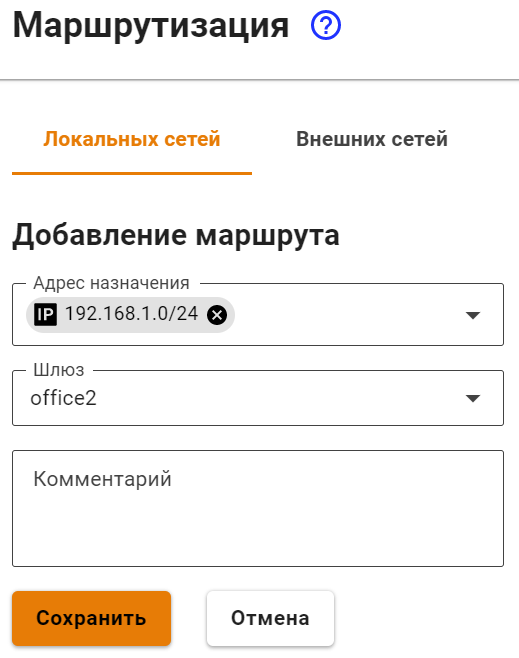 Маршрутизация ?
Локальных сетей Внешних сетей
Добавление маршрута
Адрес назначения
IP 192.168.1.0/24
Шлюз
office2
Комментарий
Сохранить Отмена